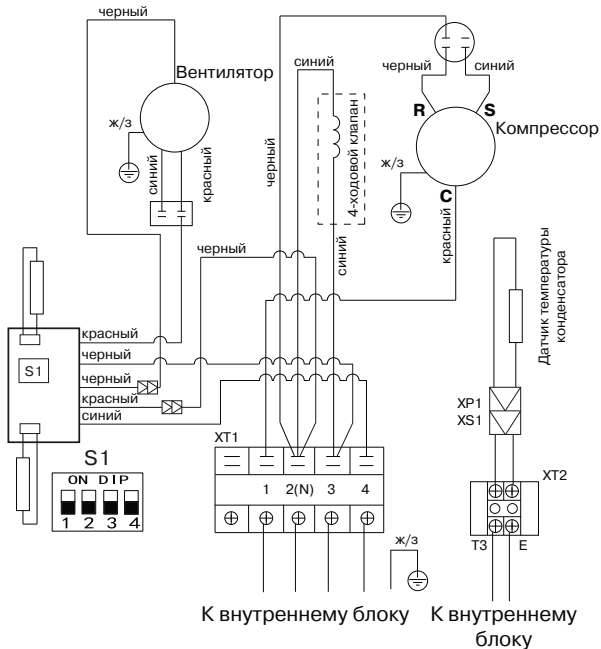 черный
Вентилятор
ж/з
синий
красный
черный
синий
4-ходовой клапан
синий
черный
синий
R
S
Компрессор
ж/з
C
красный
Датчик температуры
конденсатора
черный
красный
черный
черный
красный
синий
S1
S1
ON DIP
1 2 3 4
XT1
1 2(N) 3 4
ж/з
К внутреннему блоку
XP1
XS1
XT2
T3 E
К внутреннему
блоку